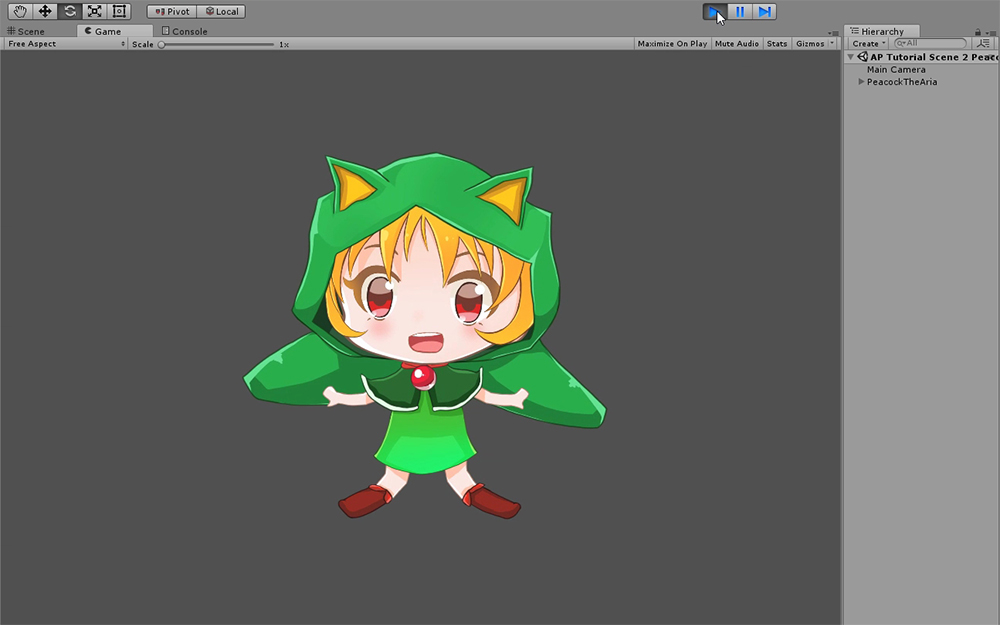 Pivot Local
Scene Game Console
Free Aspect Scale 1x Maximize On Play Mute Audio Stats Gizmos
Hierarchy
Create All
AP Tutorial Scene 2 Peaco
Main Camera
PeacockTheAria